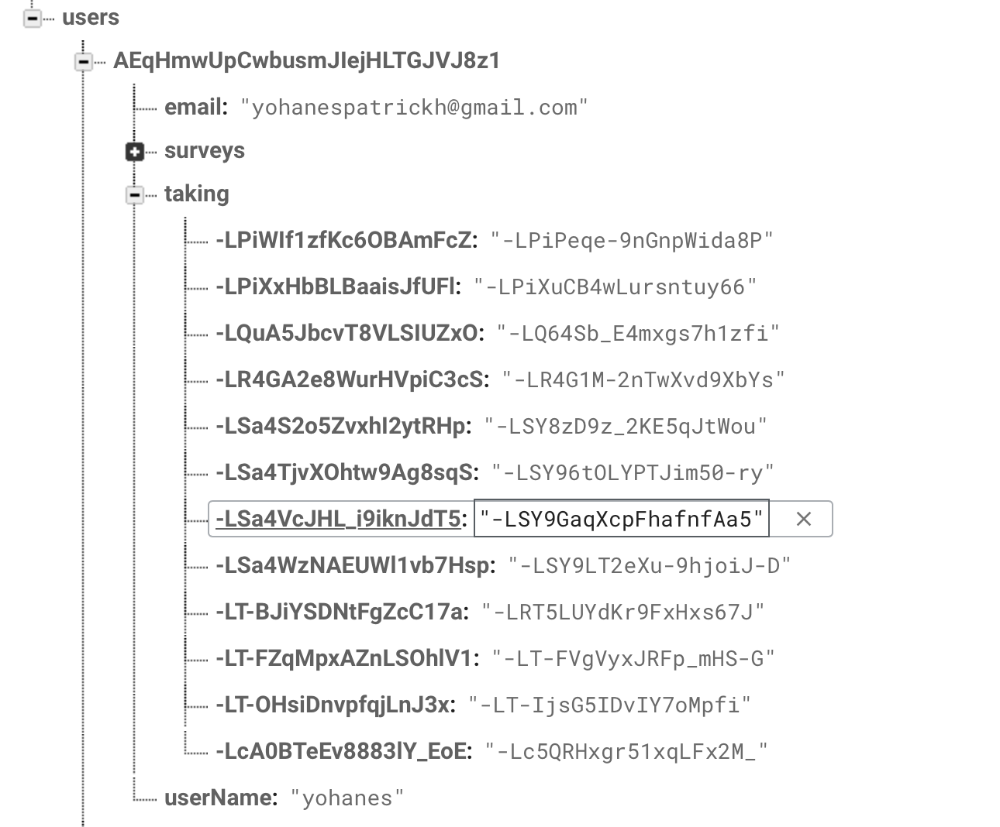 users
AEqHmwUpCwbusmJIejHLTGJVJ8z1
email: "yohanespatrickh@gmail.com"
surveys
taking
-LPiWIf1zfKc6OBAmFcZ: "-LPiPeqe-9nGnpWida8P"
-LPiXxHbBLBaaisJfUFl: "-LPiXuCB4wLursntuy66"
-LQuA5JbcvT8VLSIUZxO: "-LQ64Sb_E4mxgs7h1zfi"
-LR4GA2e8WurHVpiC3cS: "-LR4G1M-2nTwXvd9XbYs"
-LSa4S2o5ZvxhI2ytRHp: "-LSY8zD9z_2KE5qJtWou"
-LSa4TjvXOhtw9Ag8sqS: "-LSY96tOLYPTJim50-ry"
-LSa4VcJHL_i9iknJdT5: "-LSY9GaqXcpFhafnfAa5"
-LSa4WzNAEUWl1vb7Hsp: "-LSY9LT2eXu-9hjoiJ-D"
-LT-BJiYSDNtFgZcC17a: "-LRT5LUYdKr9FxHxs67J"
-LT-FZqMpxAZnLSOhlV1: "-LT-FVgVyxJRFp_mHS-G"
-LT-OHsiDnvpfqjLnJ3x: "-LT-IjsG5IDvIY7oMpfi"
-LcA0BTeEv8883lY_EoE: "-Lc5QRHxgr51xqLFx2M_"
userName: "yohanes"